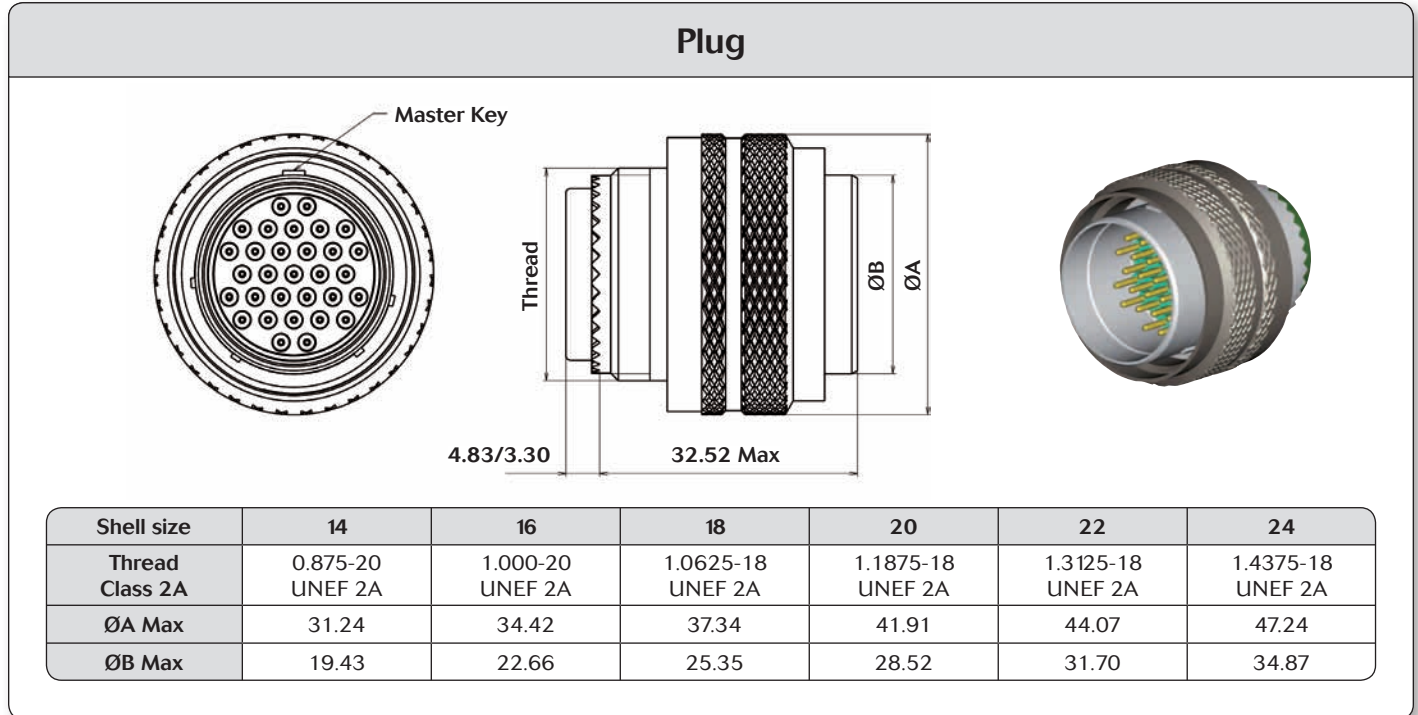 Plug
Master Key
Thread
ØB
ØA
4.83/3.30 32.52 Max
Shell size 14 16 18 20 22 24
Thread 0.875-20 1.000-20 1.0625-18 1.1875-18 1.3125-18 1.4375-18
Class 2A UNEF 2A UNEF 2A UNEF 2A UNEF 2A UNEF 2A UNEF 2A
ØA Max 31.24 34.42 37.34 41.91 44.07 47.24
ØB Max 19.43 22.66 25.35 28.52 31.70 34.87